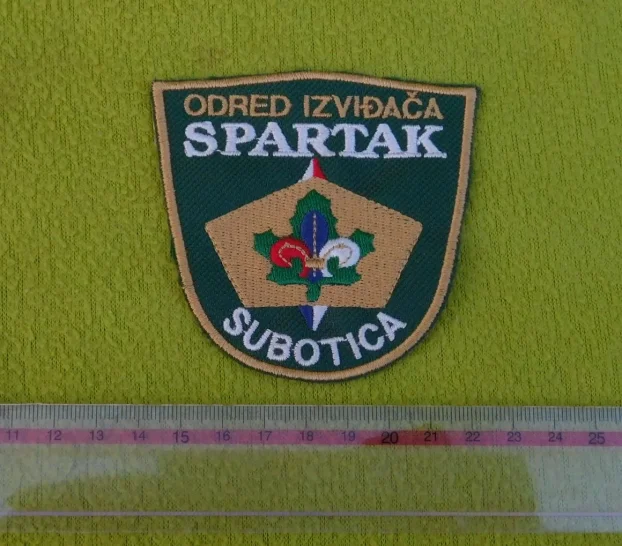 ODRED IZVIĐAČA
SPARTAK
SUBOTICA
11 12 13 14 15 16 17 18 19 20 21 22 23 24 25